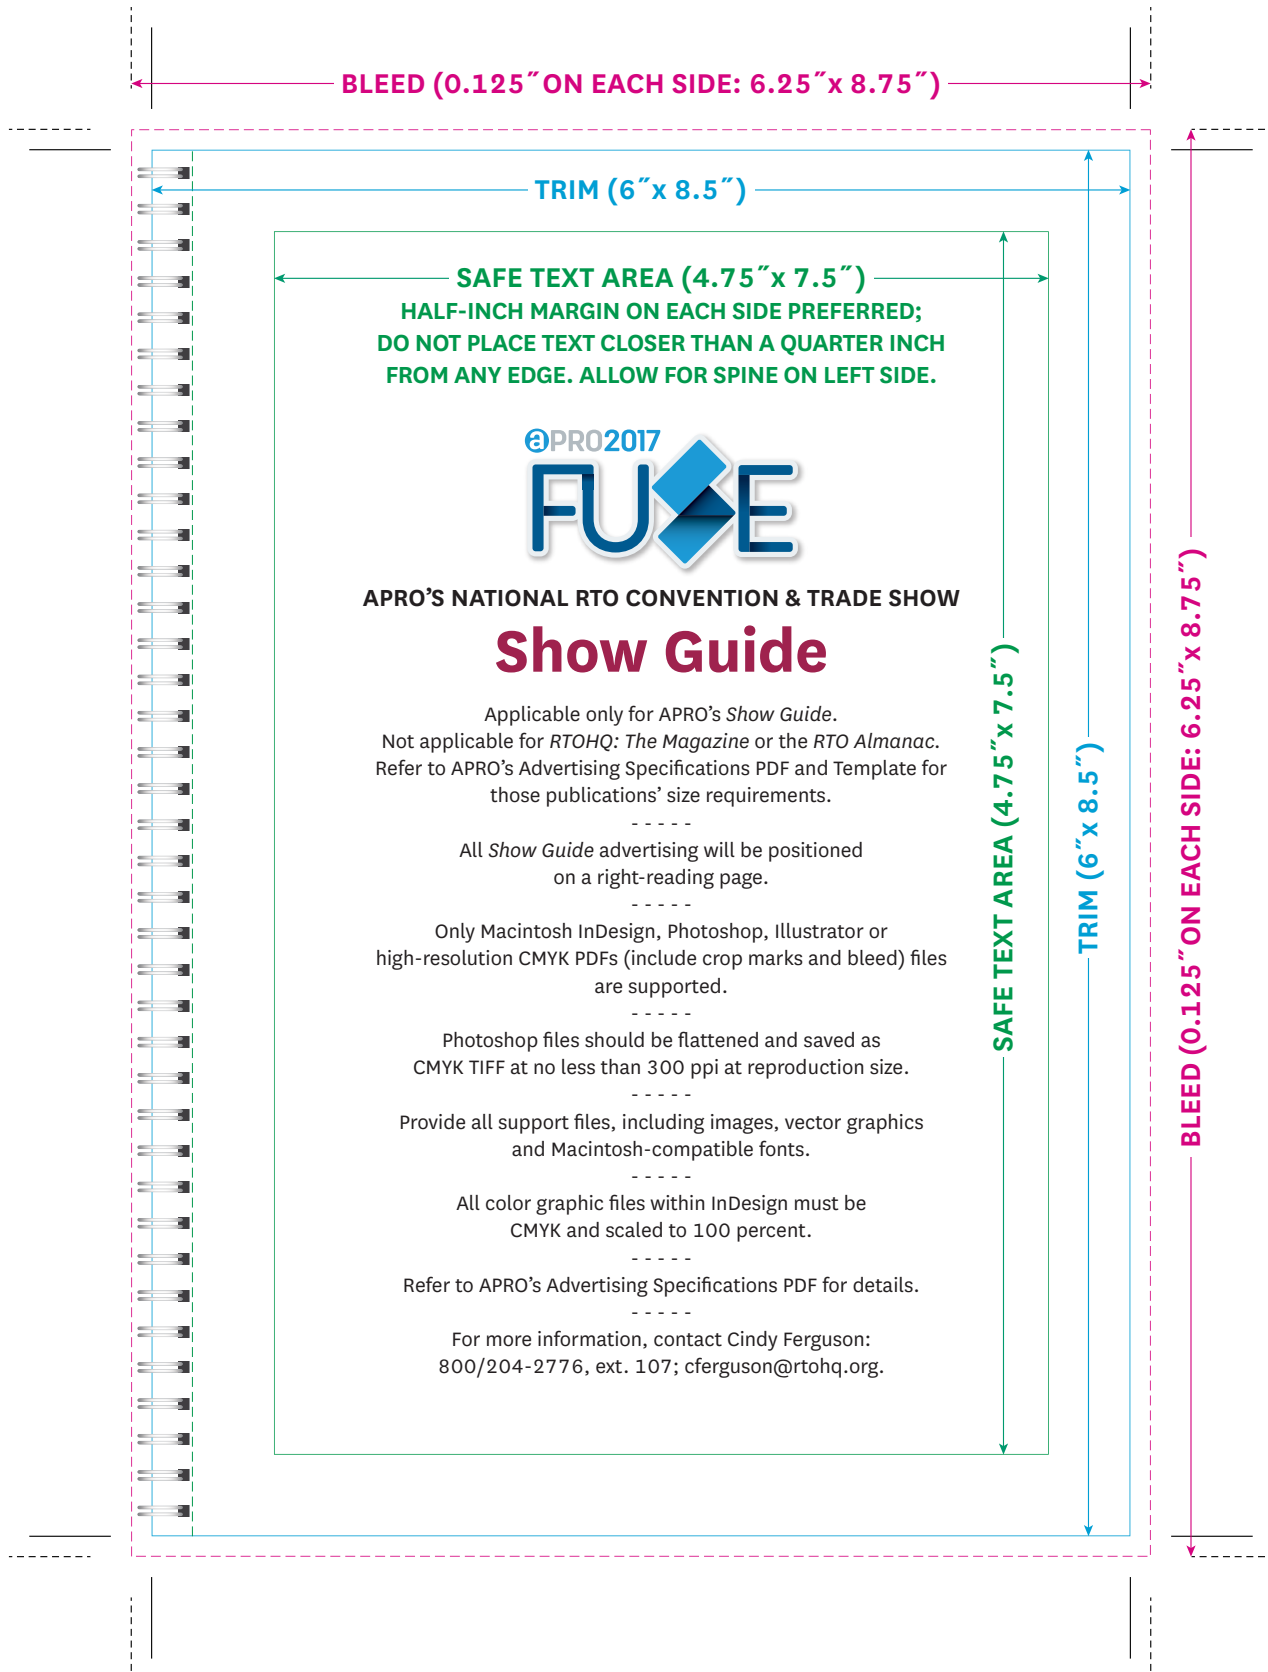 BLEED (0.125˝ ON EACH SIDE: 6.25˝ x 8.75˝)
TRIM (6˝ x 8.5˝)
SAFE TEXT AREA (4.75˝ x 7.5˝)
HALF-INCH MARGIN ON EACH SIDE PREFERRED;
DO NOT PLACE TEXT CLOSER THAN A QUARTER INCH
FROM ANY EDGE. ALLOW FOR SPINE ON LEFT SIDE.
aPRO2017
FUSE
APRO’S NATIONAL RTO CONVENTION & TRADE SHOW
Show Guide
Applicable only for APRO’s Show Guide.
Not applicable for RTOHQ: The Magazine or the RTO Almanac.
Refer to APRO’s Advertising Specifications PDF and Template for
those publications’ size requirements.
- - - - -
All Show Guide advertising will be positioned
on a right-reading page.
- - - - -
Only Macintosh InDesign, Photoshop, Illustrator or
high-resolution CMYK PDFs (include crop marks and bleed) files
are supported.
- - - - -
Photoshop files should be flattened and saved as
CMYK TIFF at no less than 300 ppi at reproduction size.
- - - - -
Provide all support files, including images, vector graphics
and Macintosh-compatible fonts.
- - - - -
All color graphic files within InDesign must be
CMYK and scaled to 100 percent.
- - - - -
Refer to APRO’s Advertising Specifications PDF for details.
- - - - -
For more information, contact Cindy Ferguson:
800/204-2776, ext. 107; cferguson@rtohq.org.
SAFE TEXT AREA (4.75˝ x 7.5˝)
TRIM (6˝ x 8.5˝)
BLEED (0.125˝ ON EACH SIDE: 6.25˝ x 8.75˝)